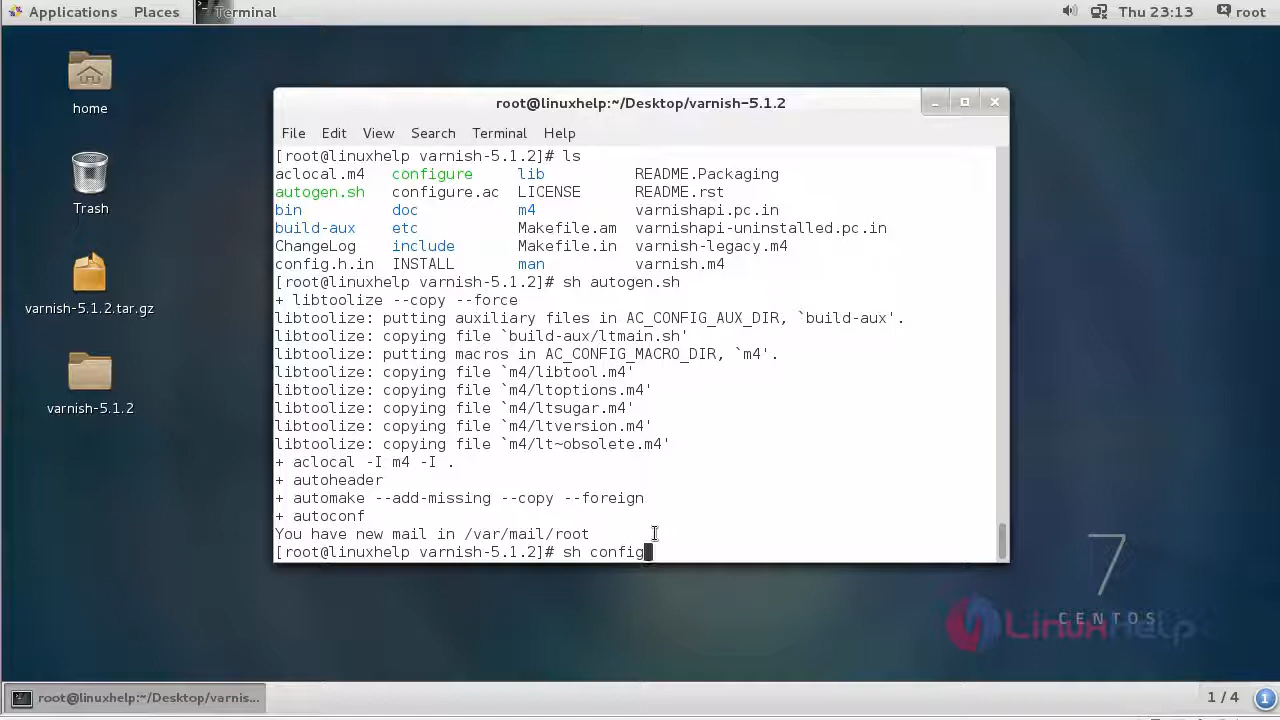 Applications Places Terminal Thu 23:13 root
home
Trash
varnish-5.1.2.tar.gz
varnish-5.1.2
root@linuxhelp:~/Desktop/varnish-5.1.2
File Edit View Search Terminal Help
[root@linuxhelp varnish-5.1.2]# ls
aclocal.m4 configure lib README.Packaging
autogen.sh configure.ac LICENSE README.rst
bin doc m4 varnishapi.pc.in
build-aux etc Makefile.am varnishapi-uninstalled.pc.in
ChangeLog include Makefile.in varnish-legacy.m4
config.h.in INSTALL man varnish.m4
[root@linuxhelp varnish-5.1.2]# sh autogen.sh
+ libtoolize --copy --force
libtoolize: putting auxiliary files in AC_CONFIG_AUX_DIR, `build-aux'.
libtoolize: copying file `build-aux/ltmain.sh'
libtoolize: putting macros in AC_CONFIG_MACRO_DIR, `m4'.
libtoolize: copying file `m4/libtool.m4'
libtoolize: copying file `m4/ltoptions.m4'
libtoolize: copying file `m4/ltsugar.m4'
libtoolize: copying file `m4/ltversion.m4'
libtoolize: copying file `m4/lt~obsolete.m4'
+ aclocal -I m4 -I .
+ autoheader
+ automake --add-missing --copy --foreign
+ autoconf
You have new mail in /var/mail/root
[root@linuxhelp varnish-5.1.2]# sh config
7
CENTOS
LinuxHelp
root@linuxhelp:~/Desktop/varnis... 1 / 4 1